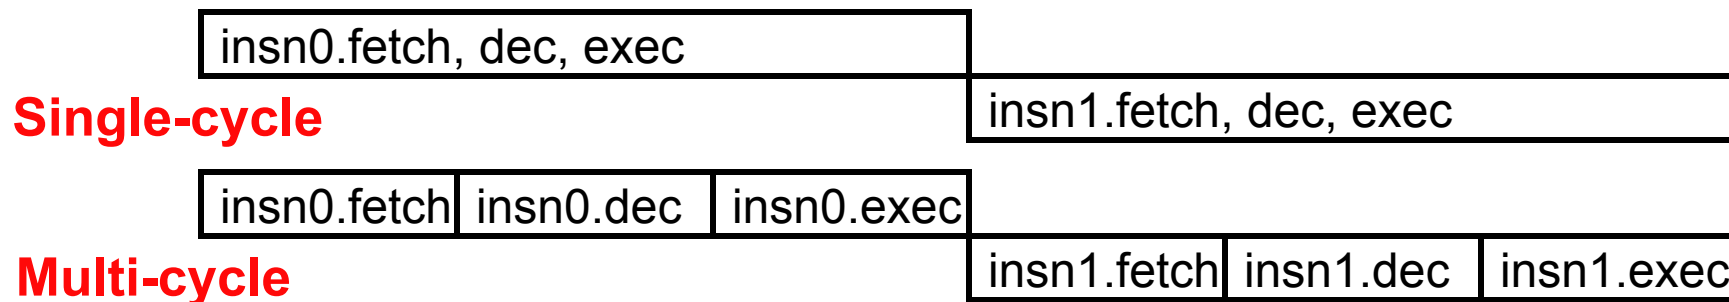 insn0.fetch, dec, exec
Single-cycle
insn1.fetch, dec, exec
insn0.fetch insn0.dec insn0.exec
Multi-cycle
insn1.fetch insn1.dec insn1.exec